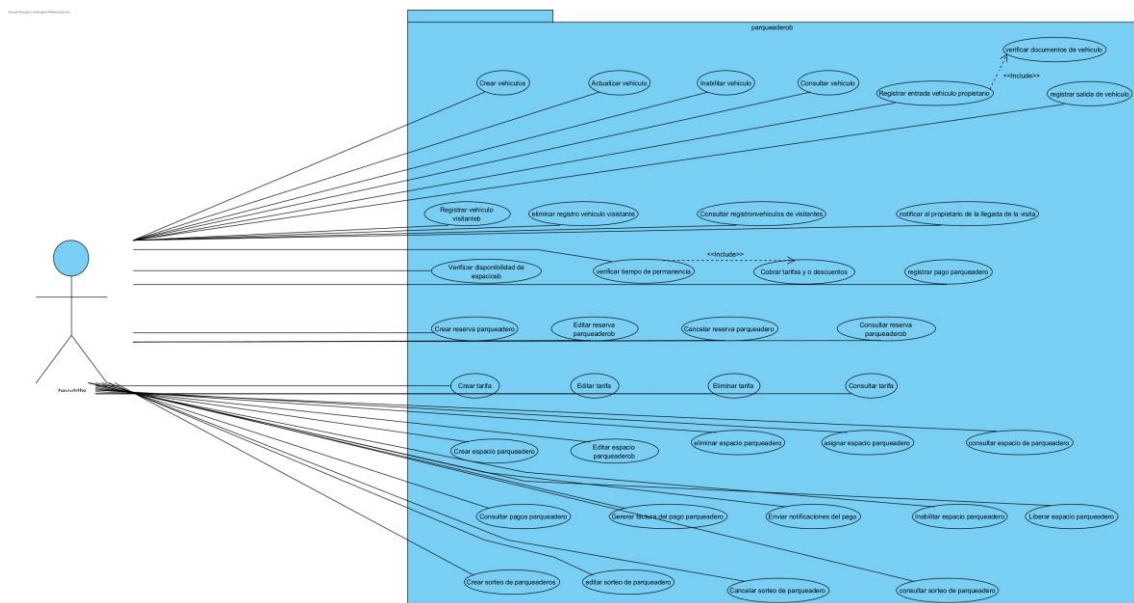 parqueaderob
verificar documentos de vehiculo
<<Include>>
Crear vehiculos
Actualizar vehiculo
Inabilitar vehiculo
Consultar vehiculo
Registrar entrada vehiculo propietario
registrar salida de vehiculo
Registrar vehiculo
visitanteb
eliminar registro vehiculo visistante
Consultar registronvehiculos de visitantes
notificar al propietario de la llegada de la visita
<<Include>>
Verificar disponibilidad de
espaciosb
verificar tiempo de permanencia
Cobrar tarifas y o descuentos
registrar pago parqueadero
Crear reserva parqueadero
Editar reserva
parqueaderob
Cancelar reserva parqueadero
Consultar reserva
parqueaderob
Crear tarifa
Editar tarifa
Eliminar tarifa
Consultar tarifa
Crear espacio parqueadero
Editar espacio
parqueaderob
eliminar espacio parqueadero
asignar espacio parqueadero
consultar espacio de parqueadero
Consultar pagos parqueadero
Gererar factura del pago parqueadero
Enviar notificaciones del pago
Inabilitar espacio parqueadero
Liberar espacio parqueadero
Crear sorteo de parqueaderos
editar sorteo de parqueadero
Cancelar sorteo de parqueadero
consultar sorteo de parqueadero